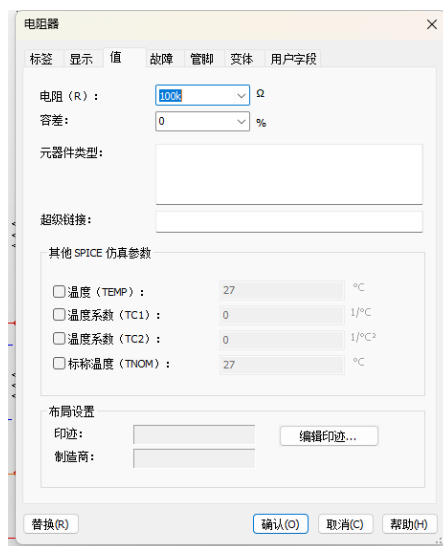 电阻器
标签 显示 值 故障 管脚 变体 用户字段
电阻（R）： 100k Ω
容差： 0 %
元器件类型：
超级链接：
其他 SPICE 仿真参数
温度（TEMP）： 27 °C
温度系数（TC1）： 0 1/°C
温度系数（TC2）： 0 1/°C²
标称温度（TNOM）： 27 °C
布局设置
印迹： 编辑印迹...
制造商：
替换(R) 确认(O) 取消(C) 帮助(H)